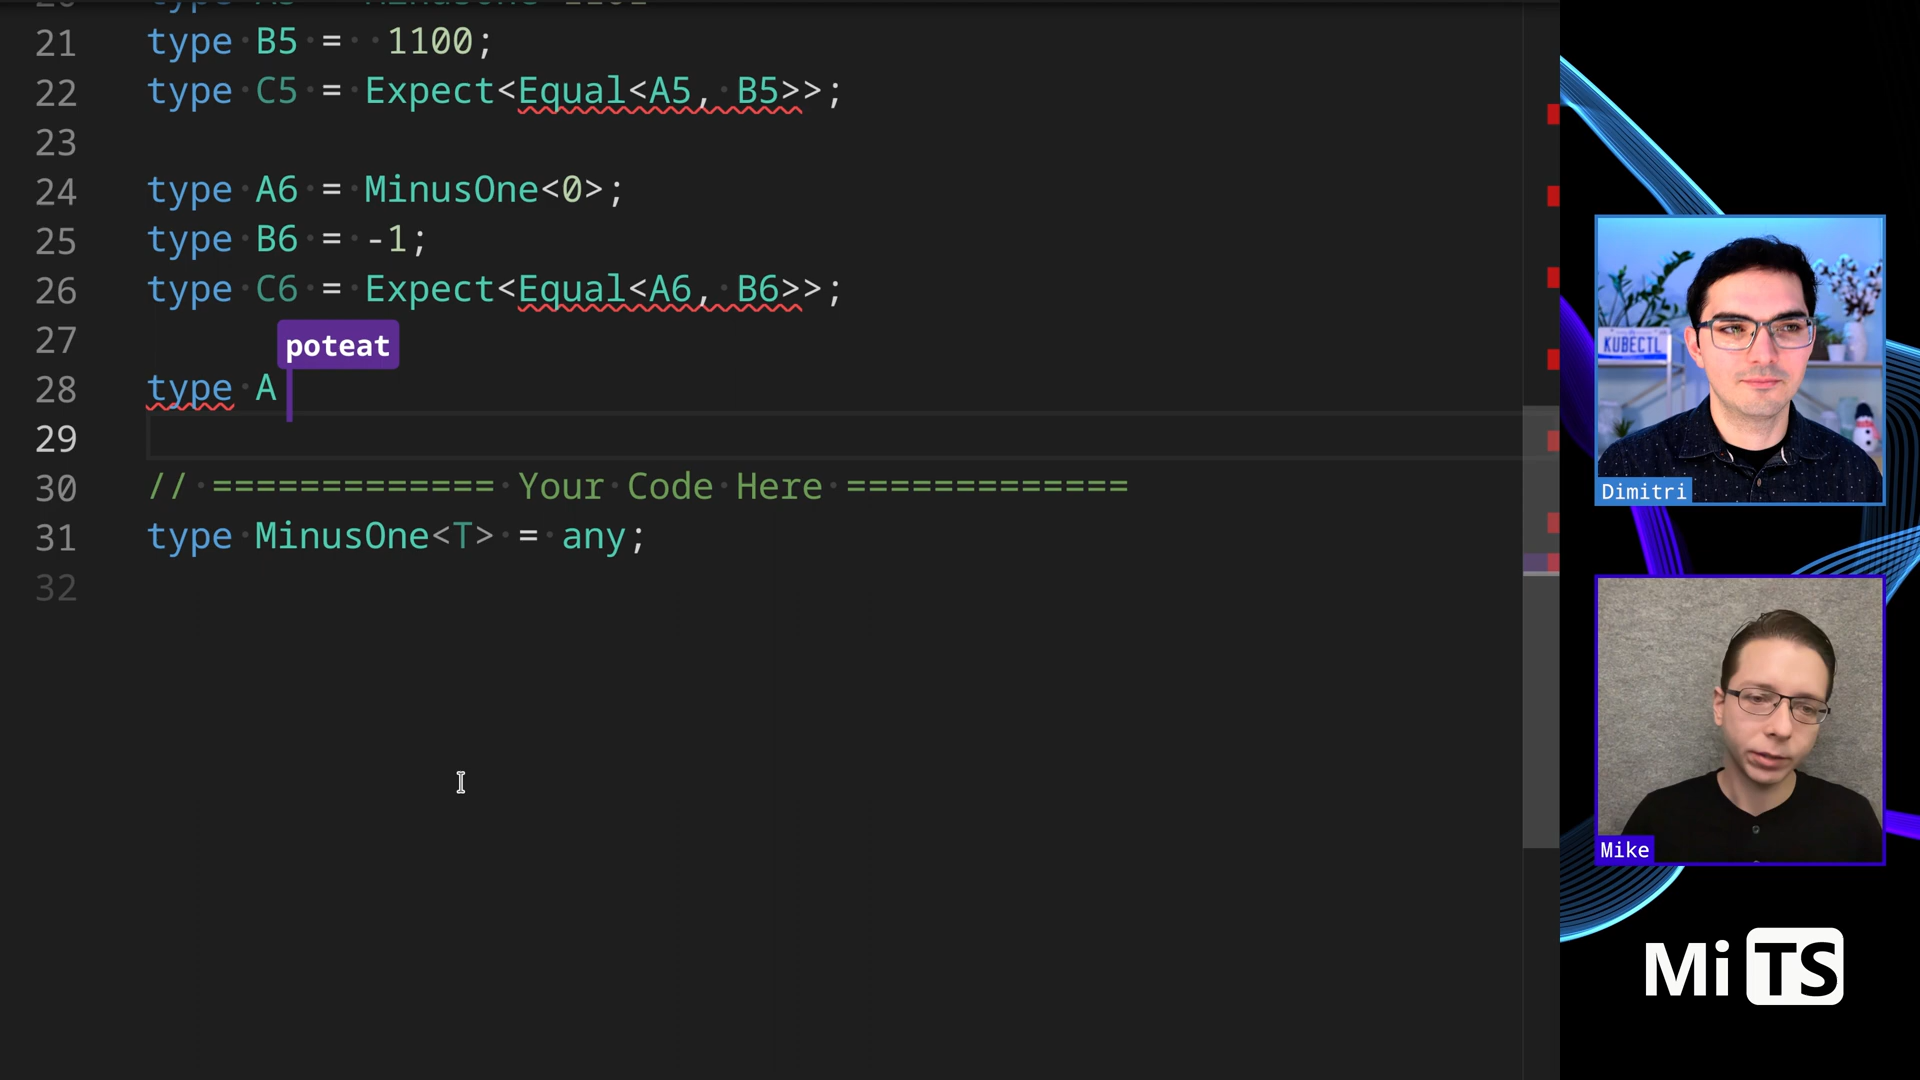 21 type B5 = 1100;
22 type C5 = Expect<Equal<A5, B5>>;
23
24 type A6 = MinusOne<0>;
25 type B6 = -1;
26 type C6 = Expect<Equal<A6, B6>>;
27
poteat
28 type A
29
30 // ============= Your Code Here =============
31 type MinusOne<T> = any;
32
KUBECTL
Dimitri
Mike
Mi TS